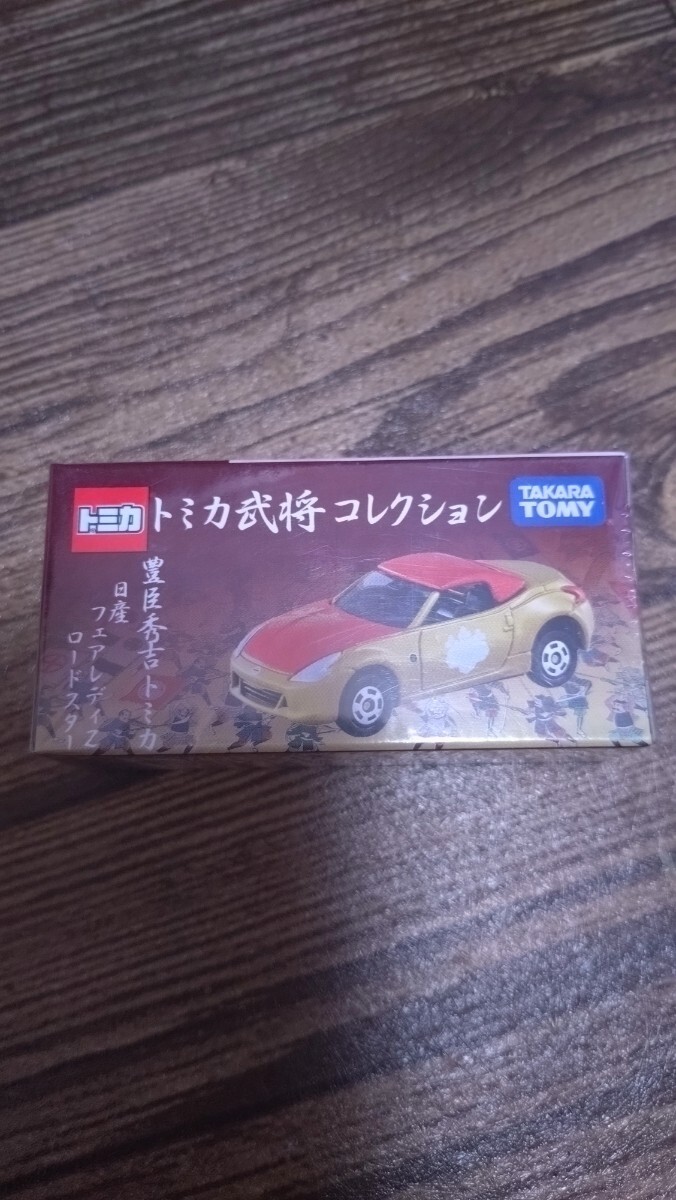 トミカ
トミカ武将コレクション
TAKARA
TOMY
豊臣秀吉トミカ
日産
フェアレディZ
ロードスター